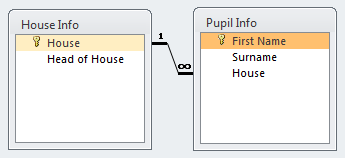 House Info
House
Head of House
1
∞
Pupil Info
First Name
Surname
House